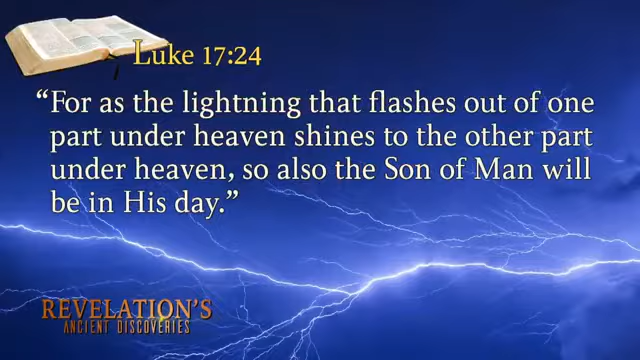 Luke 17:24
“For as the lightning that flashes out of one
part under heaven shines to the other part
under heaven, so also the Son of Man will
be in His day.”
REVELATION’S
ANCIENT DISCOVERIES